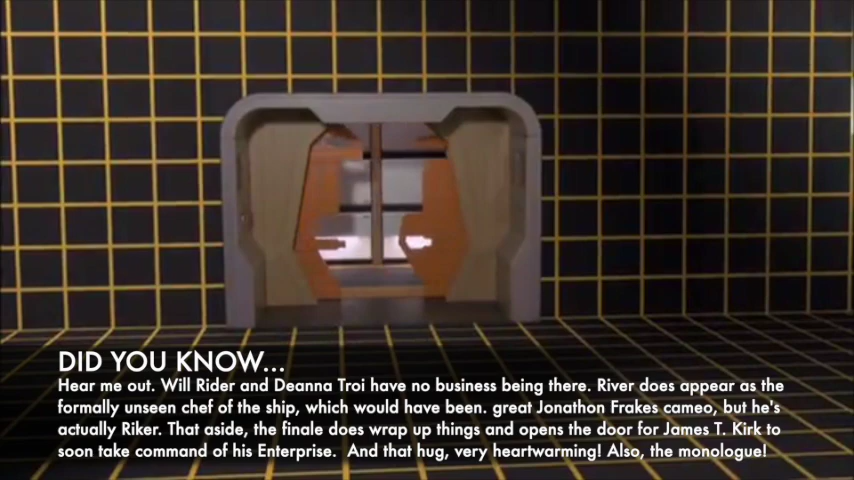 DID YOU KNOW...
Hear me out. Will Rider and Deanna Troi have no business being there. River does appear as the
formally unseen chef of the ship, which would have been. great Jonathon Frakes cameo, but he's
actually Riker. That aside, the finale does wrap up things and opens the door for James T. Kirk to
soon take command of his Enterprise.  And that hug, very heartwarming! Also, the monologue!